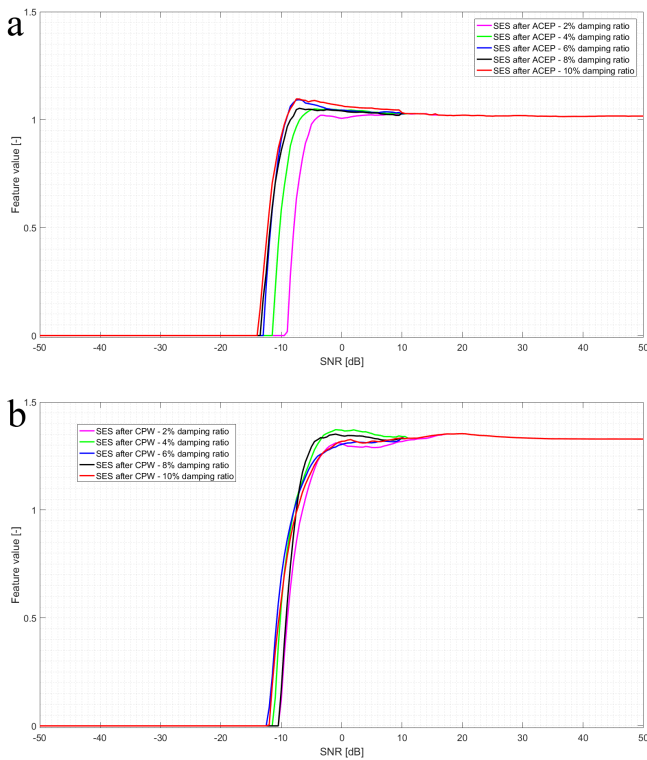 a
1.5
1
0.5
0
Feature value [-]
SES after ACEP - 2% damping ratio
SES after ACEP - 4% damping ratio
SES after ACEP - 6% damping ratio
SES after ACEP - 8% damping ratio
SES after ACEP - 10% damping ratio
-50 -40 -30 -20 -10 0 10 20 30 40 50
SNR [dB]
b
1.5
1
0.5
0
Feature value [-]
SES after CPW - 2% damping ratio
SES after CPW - 4% damping ratio
SES after CPW - 6% damping ratio
SES after CPW - 8% damping ratio
SES after CPW - 10% damping ratio
-50 -40 -30 -20 -10 0 10 20 30 40 50
SNR [dB]